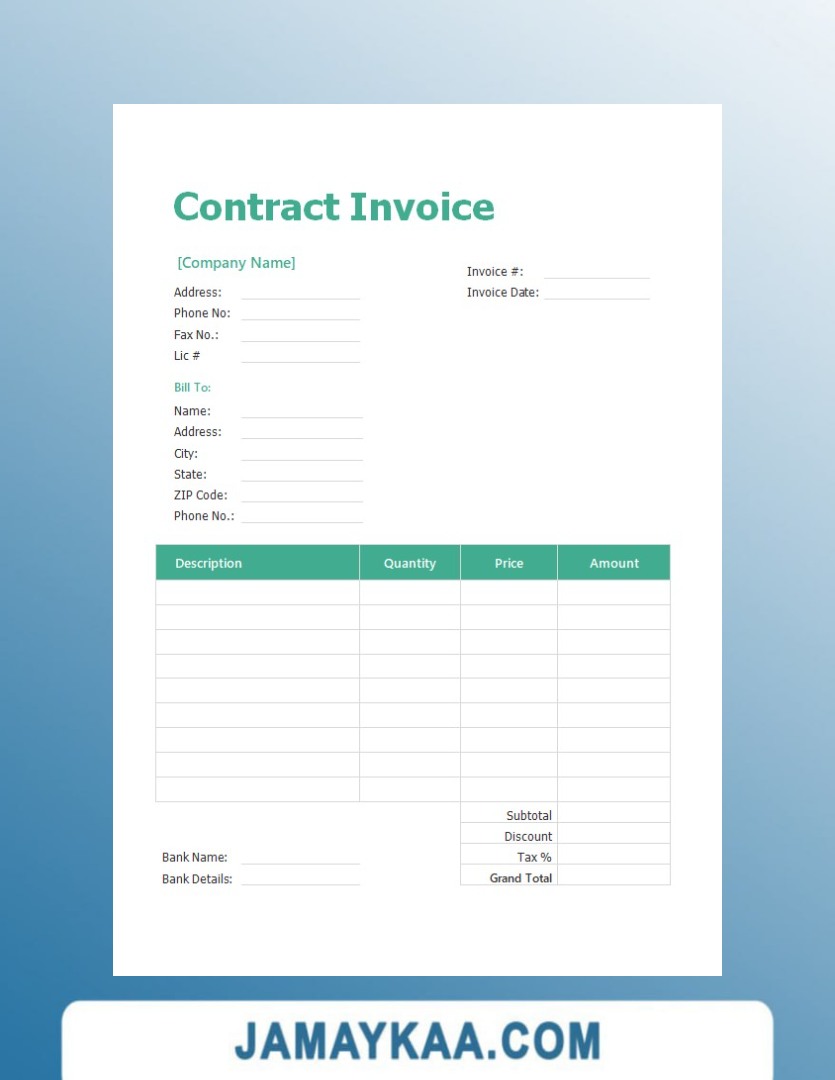 Contract Invoice
[Company Name]
Invoice #:
Address:
Invoice Date:
Phone No:
Fax No.:
Lic #
Bill To:
Name:
Address:
City:
State:
ZIP Code:
Phone No.:
Description Quantity Price Amount
Subtotal
Discount
Bank Name:
Tax %
Bank Details:
Grand Total
JAMAYKAA.COM